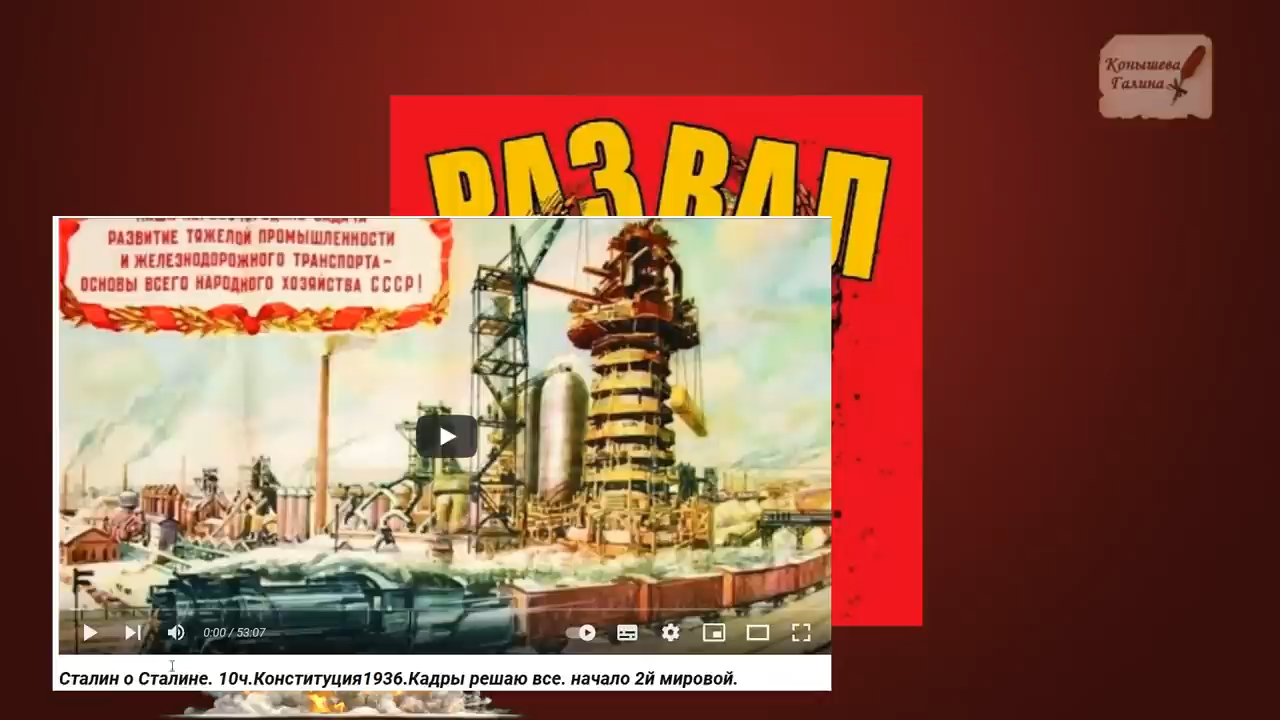 Конышева
Галина
РАЗВАЛ
РАЗВИТИЕ ТЯЖЕЛОЙ ПРОМЫШЛЕННОСТИ
И ЖЕЛЕЗНОДОРОЖНОГО ТРАНСПОРТА–
ОСНОВЫ ВСЕГО НАРОДНОГО ХОЗЯЙСТВА СССР!
0:00 / 53:07
Сталин о Сталине. 10ч.Конституция1936.Кадры решаю все. начало 2й мировой.